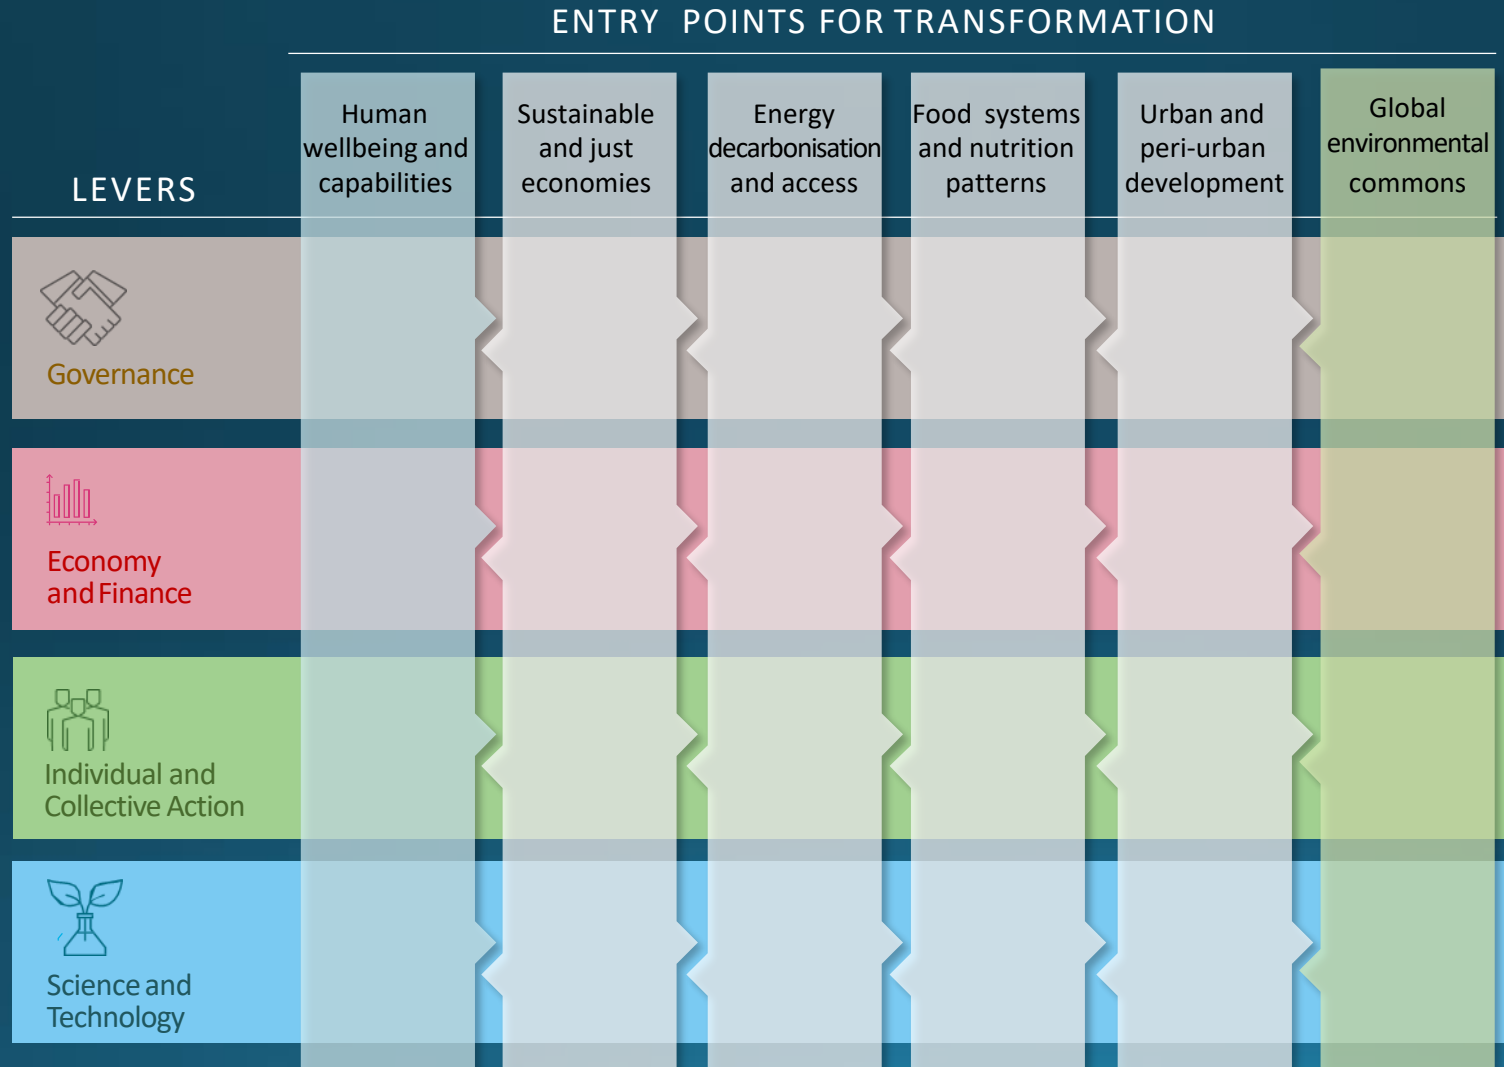 ENTRY POINTS FOR TRANSFORMATION
LEVERS
Human
wellbeing and
capabilities
Sustainable
and just
economies
Energy
decarbonisation
and access
Food systems
and nutrition
patterns
Urban and
peri-urban
development
Global
environmental
commons
Governance
Economy
and Finance
Individual and
Collective Action
Science and
Technology